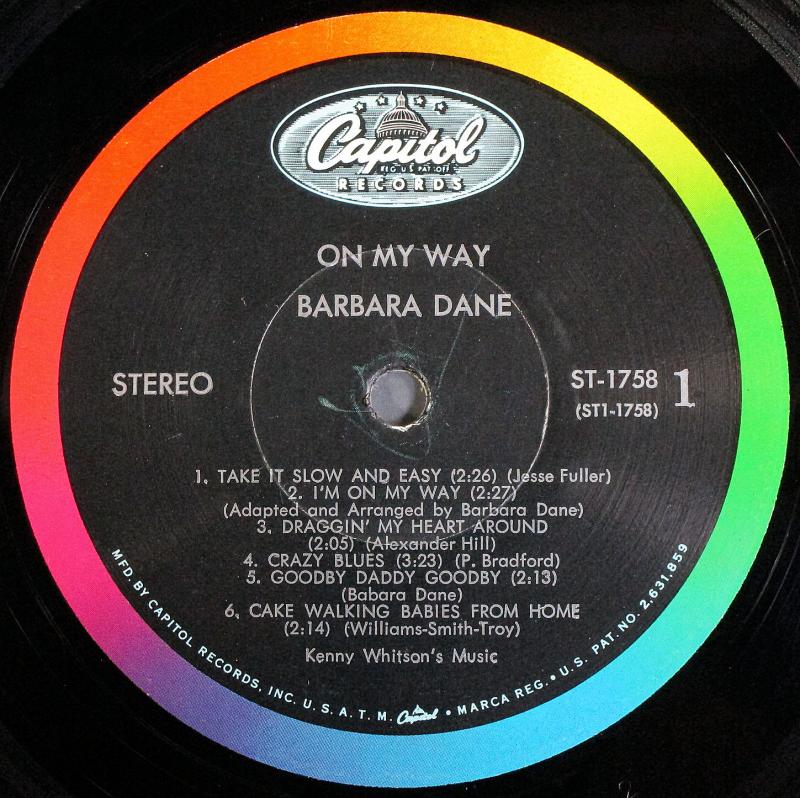 Capitol
REG. U.S. PAT. OFF.
RECORDS
ON MY WAY
BARBARA DANE
STEREO
ST-1758 1
(ST1-1758)
1. TAKE IT SLOW AND EASY (2:26) (Jesse Fuller)
2. I'M ON MY WAY (2:27)
(Adapted and Arranged by Barbara Dane)
3. DRAGGIN' MY HEART AROUND
(2:05) (Alexander Hill)
4. CRAZY BLUES (3:23) (P. Bradford)
5. GOODBY DADDY GOODBY (2:13)
(Babara Dane)
6. CAKE WALKING BABIES FROM HOME
(2:14) (Williams-Smith-Troy)
Kenny Whitson's Music
MFD. BY CAPITOL RECORDS, INC. U. S. A. T. M. Capitol • MARCA REG. • U. S. PAT. NO. 2,631,859